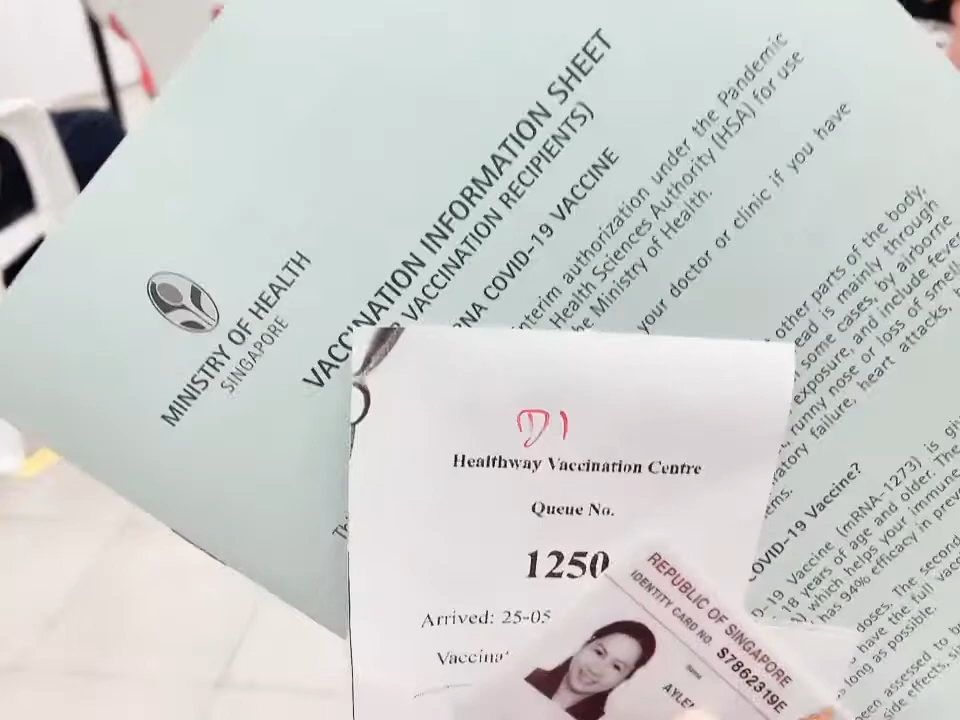 MINISTRY OF HEALTH
SINGAPORE
VACCINATION INFORMATION SHEET
VACCINATION RECIPIENTS)
COVID-19 VACCINE
interim authorization under the Pandemic
Health Sciences Authority (HSA) for use
the Ministry of Health.
your doctor or clinic if you have
other parts of the body,
is mainly through
some cases, by airborne
exposure, and include fever
runny nose or loss of smell
failure, heart attacks,
COVID-19 Vaccine?
Vaccine (mRNA-1273) is
18 years of age and older. The
which helps your immune
has 94% efficacy in
doses. The second
have the full
long as possible.
been assessed to
side effects,
D1
Healthway Vaccination Centre
Queue No.
1250
Arrived: 25-05
REPUBLIC OF SINGAPORE
IDENTITY CARD NO. S7862319E
Name